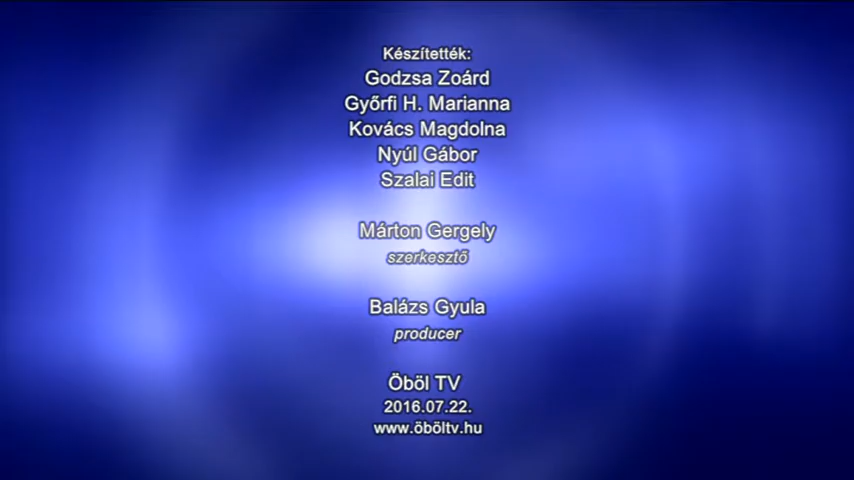 Készítették:
Godzsa Zoárd
Győrfi H. Marianna
Kovács Magdolna
Nyúl Gábor
Szalai Edit
Márton Gergely
szerkesztő
Balázs Gyula
producer
Öböl TV
2016.07.22.
www.öböltv.hu